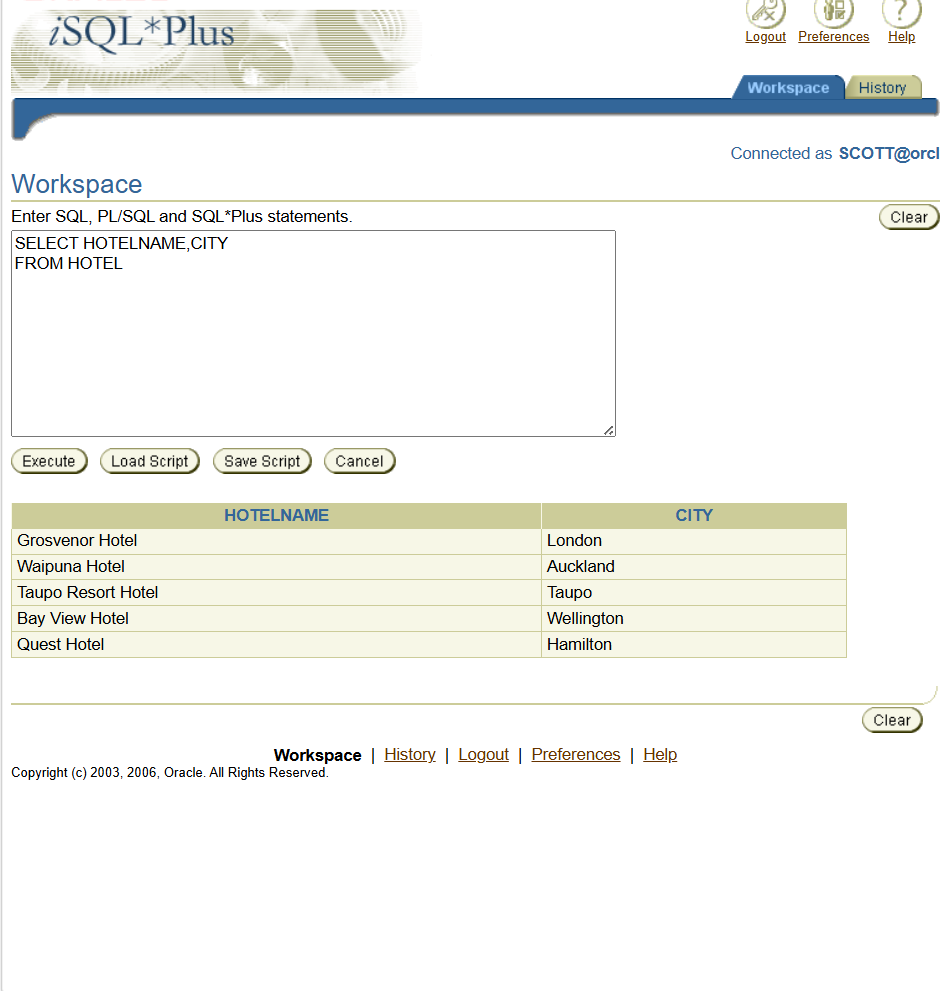 iSQL*Plus
Logout Preferences Help
Workspace History
Connected as SCOTT@orcl
Workspace
Enter SQL, PL/SQL and SQL*Plus statements.
Clear
SELECT HOTELNAME,CITY
FROM HOTEL
Execute Load Script Save Script Cancel
HOTELNAME CITY
Grosvenor Hotel London
Waipuna Hotel Auckland
Taupo Resort Hotel Taupo
Bay View Hotel Wellington
Quest Hotel Hamilton
Clear
Workspace | History | Logout | Preferences | Help
Copyright (c) 2003, 2006, Oracle. All Rights Reserved.